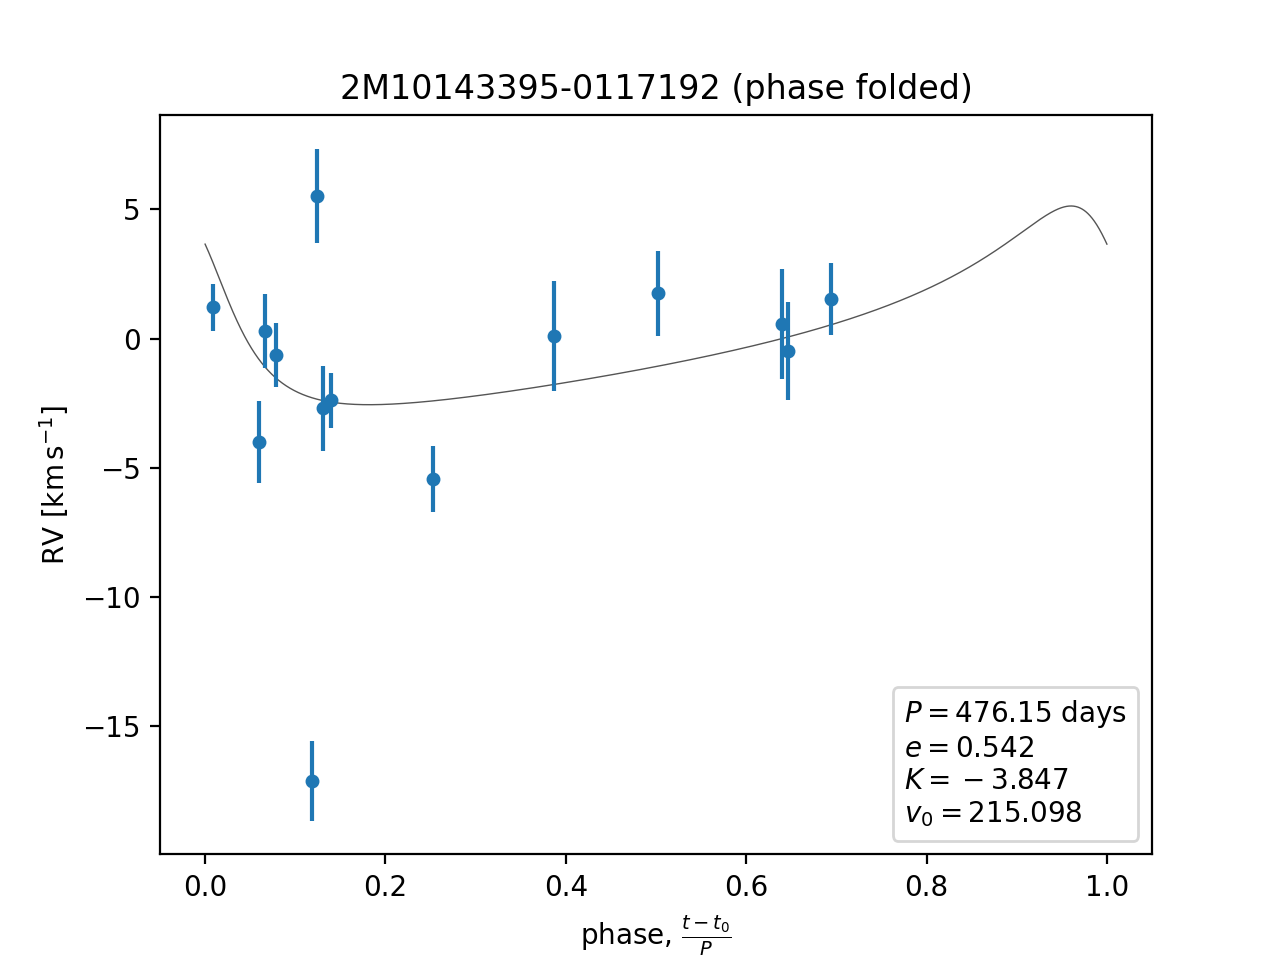 2M10143395-0117192 (phase folded)
RV [km s⁻¹]
5
0
−5
−10
−15
P = 476.15 days
e = 0.542
K = −3.847
v₀ = 215.098
0.0 0.2 0.4 0.6 0.8 1.0
phase, (t − t₀)/P